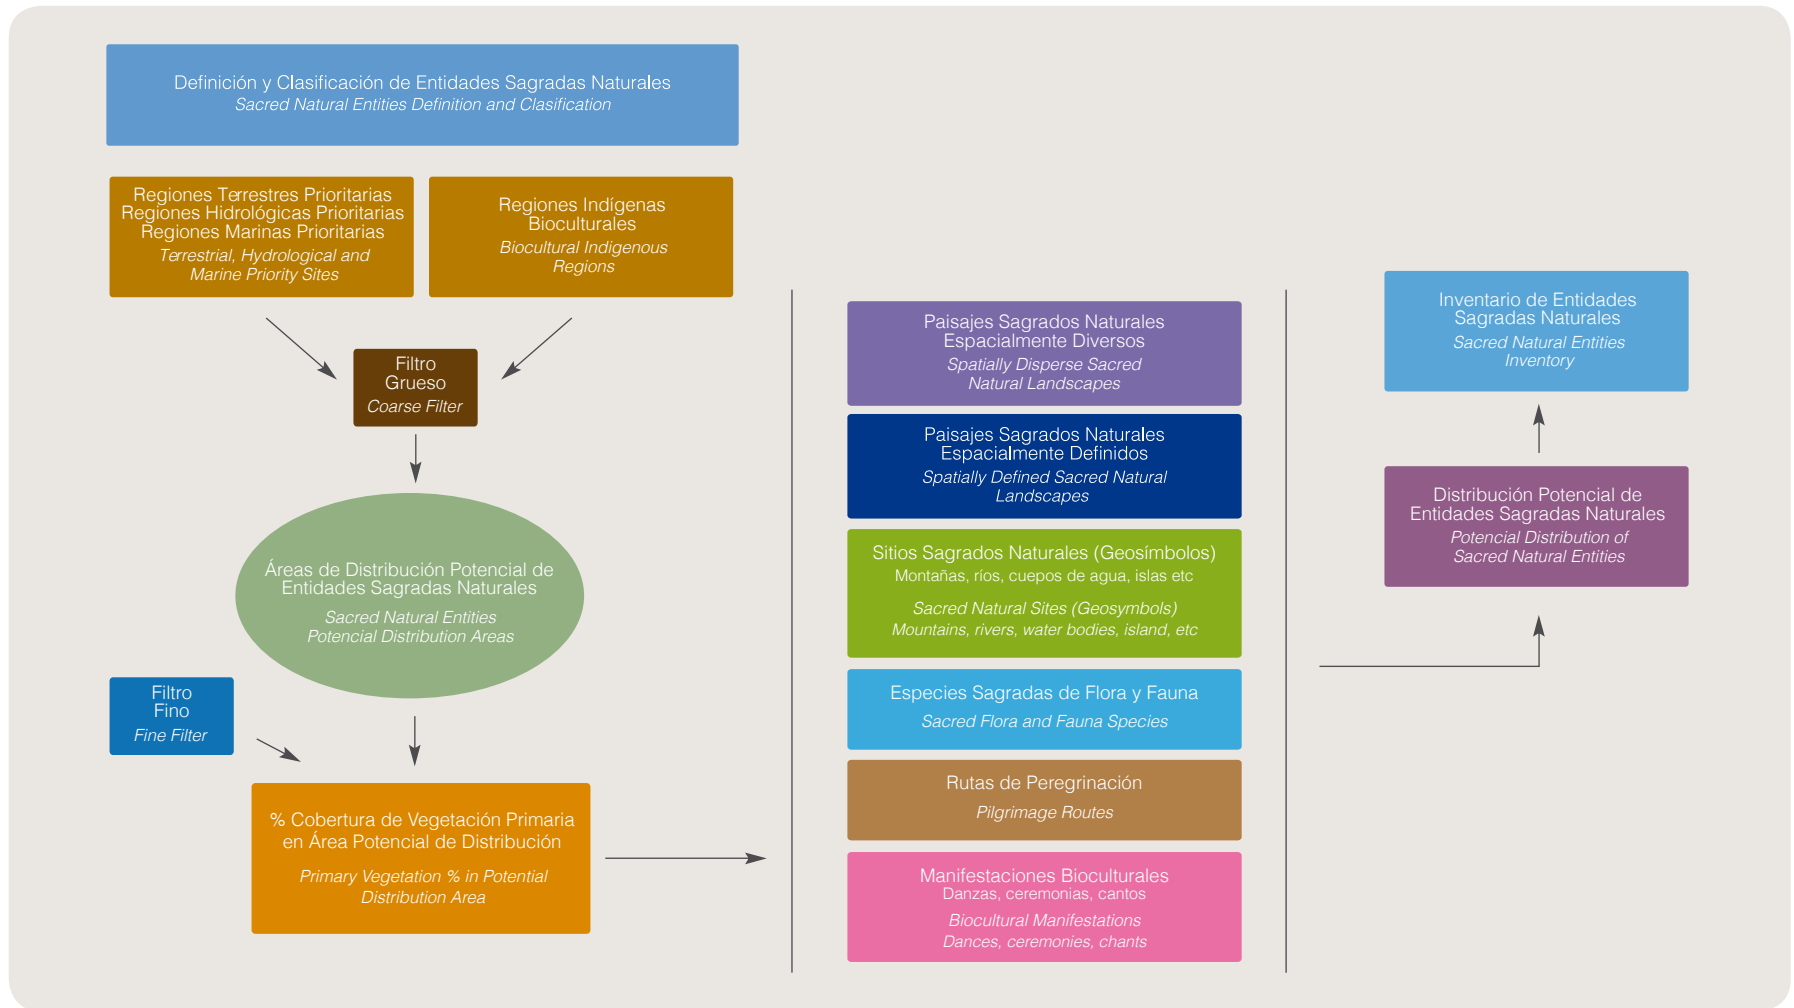 Definición y Clasificación de Entidades Sagradas Naturales
Sacred Natural Entities Definition and Clasification
Regiones Terrestres Prioritarias
Regiones Hidrológicas Prioritarias
Regiones Marinas Prioritarias
Terrestrial, Hydrological and
Marine Priority Sites
Regiones Indígenas
Bioculturales
Biocultural Indigenous
Regions
Filtro
Grueso
Coarse Filter
Áreas de Distribución Potencial de
Entidades Sagradas Naturales
Sacred Natural Entities
Potencial Distribution Areas
Filtro
Fino
Fine Filter
% Cobertura de Vegetación Primaria
en Área Potencial de Distribución
Primary Vegetation % in Potential
Distribution Area
Paisajes Sagrados Naturales
Espacialmente Diversos
Spatially Disperse Sacred
Natural Landscapes
Paisajes Sagrados Naturales
Espacialmente Definidos
Spatially Defined Sacred Natural
Landscapes
Sitios Sagrados Naturales (Geosímbolos)
Montañas, ríos, cuepos de agua, islas etc
Sacred Natural Sites (Geosymbols)
Mountains, rivers, water bodies, island, etc
Especies Sagradas de Flora y Fauna
Sacred Flora and Fauna Species
Rutas de Peregrinación
Pilgrimage Routes
Manifestaciones Bioculturales
Danzas, ceremonias, cantos
Biocultural Manifestations
Dances, ceremonies, chants
Inventario de Entidades
Sagradas Naturales
Sacred Natural Entities
Inventory
Distribución Potencial de
Entidades Sagradas Naturales
Potencial Distribution of
Sacred Natural Entities